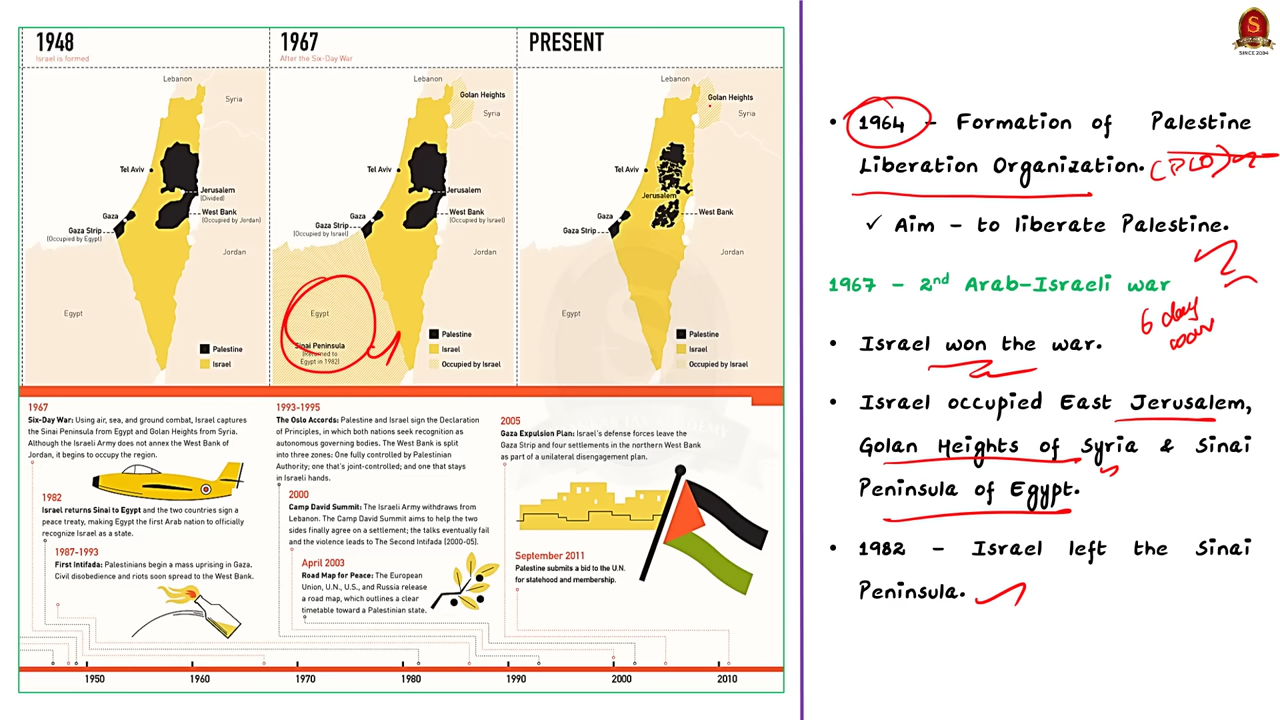 1948
Israel is formed
Lebanon
Syria
Tel Aviv
Jerusalem
(Divided)
West Bank
(Occupied by Jordan)
Gaza
Gaza Strip
(Occupied by Egypt)
Jordan
Egypt
Palestine
Israel
1967
After the Six-Day War
Lebanon
Golan Heights
Syria
Tel Aviv
Jerusalem
(Occupied by Israel)
West Bank
(Occupied by Israel)
Gaza
Gaza Strip
(Occupied by Israel)
Jordan
Egypt
Sinai Peninsula
(Returned to
Egypt in 1982)
Palestine
Israel
Occupied by Israel
PRESENT
Lebanon
Golan Heights
Syria
Tel Aviv
Jerusalem
West Bank
Gaza
Gaza Strip
Jordan
Egypt
Palestine
Israel
Occupied by Israel
1967
Six-Day War: Using air, sea, and ground combat, Israel captures
the Sinai Peninsula from Egypt and Golan Heights from Syria.
Although the Israeli Army does not annex the West Bank of
Jordan, it begins to occupy the region.
1982
Israel returns Sinai to Egypt and the two countries sign a
peace treaty, making Egypt the first Arab nation to officially
recognize Israel as a state.
1987-1993
First Intifada: Palestinians begin a mass uprising in Gaza.
Civil disobedience and riots soon spread to the West Bank.
1993-1995
The Oslo Accords: Palestine and Israel sign the Declaration
of Principles, in which both nations seek recognition as
autonomous governing bodies. The West Bank is split
into three zones: One fully controlled by Palestinian
Authority; one that's joint-controlled; and one that stays
in Israeli hands.
2000
Camp David Summit: The Israeli Army withdraws from
Lebanon. The Camp David Summit aims to help the two
sides finally agree on a settlement; the talks eventually fail
and the violence leads to The Second Intifada (2000-05).
April 2003
Road Map for Peace: The European
Union, U.N., U.S., and Russia release
a road map, which outlines a clear
timetable toward a Palestinian state.
2005
Gaza Expulsion Plan: Israel's defense forces leave the
Gaza Strip and four settlements in the northern West Bank
as part of a unilateral disengagement plan.
September 2011
Palestine submits a bid to the U.N.
for statehood and membership.
1950 1960 1970 1980 1990 2000 2010
S
SINCE 2004
• 1964 – Formation of Palestine
Liberation Organization. (PLO)
✓ Aim – to liberate Palestine.
1967 – 2nd Arab-Israeli war
6 day
war
• Israel won the war.
• Israel occupied East Jerusalem,
Golan Heights of Syria & Sinai
Peninsula of Egypt.
• 1982 – Israel left the Sinai
Peninsula.